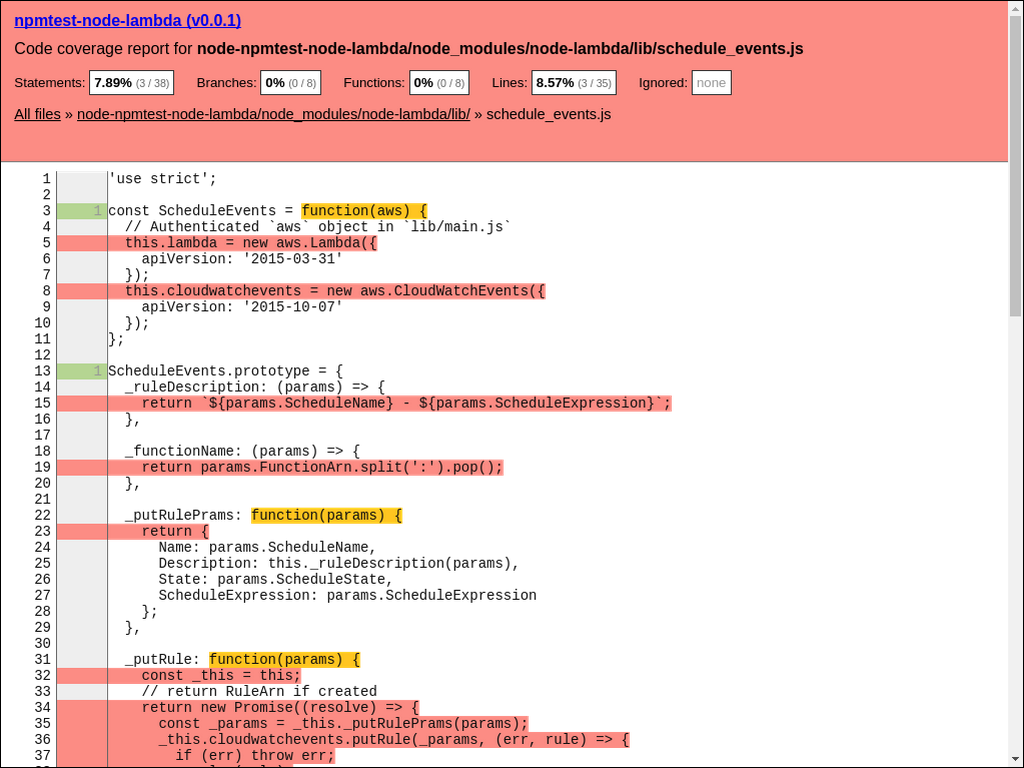 npmtest-node-lambda (v0.0.1)
Code coverage report for node-npmtest-node-lambda/node_modules/node-lambda/lib/schedule_events.js
Statements: 7.89% (3 / 38) Branches: 0% (0 / 8) Functions: 0% (0 / 8) Lines: 8.57% (3 / 35) Ignored: none
All files » node-npmtest-node-lambda/node_modules/node-lambda/lib/ » schedule_events.js
1 'use strict';
2
3 1 const ScheduleEvents = function(aws) {
4   // Authenticated `aws` object in `lib/main.js`
5   this.lambda = new aws.Lambda({
6     apiVersion: '2015-03-31'
7   });
8   this.cloudwatchevents = new aws.CloudWatchEvents({
9     apiVersion: '2015-10-07'
10   });
11 };
12
13 1 ScheduleEvents.prototype = {
14   _ruleDescription: (params) => {
15     return `${params.ScheduleName} - ${params.ScheduleExpression}`;
16   },
17
18   _functionName: (params) => {
19     return params.FunctionArn.split(':').pop();
20   },
21
22   _putRulePrams: function(params) {
23     return {
24       Name: params.ScheduleName,
25       Description: this._ruleDescription(params),
26       State: params.ScheduleState,
27       ScheduleExpression: params.ScheduleExpression
28     };
29   },
30
31   _putRule: function(params) {
32     const _this = this;
33     // return RuleArn if created
34     return new Promise((resolve) => {
35       const _params = _this._putRulePrams(params);
36       _this.cloudwatchevents.putRule(_params, (err, rule) => {
37         if (err) throw err;